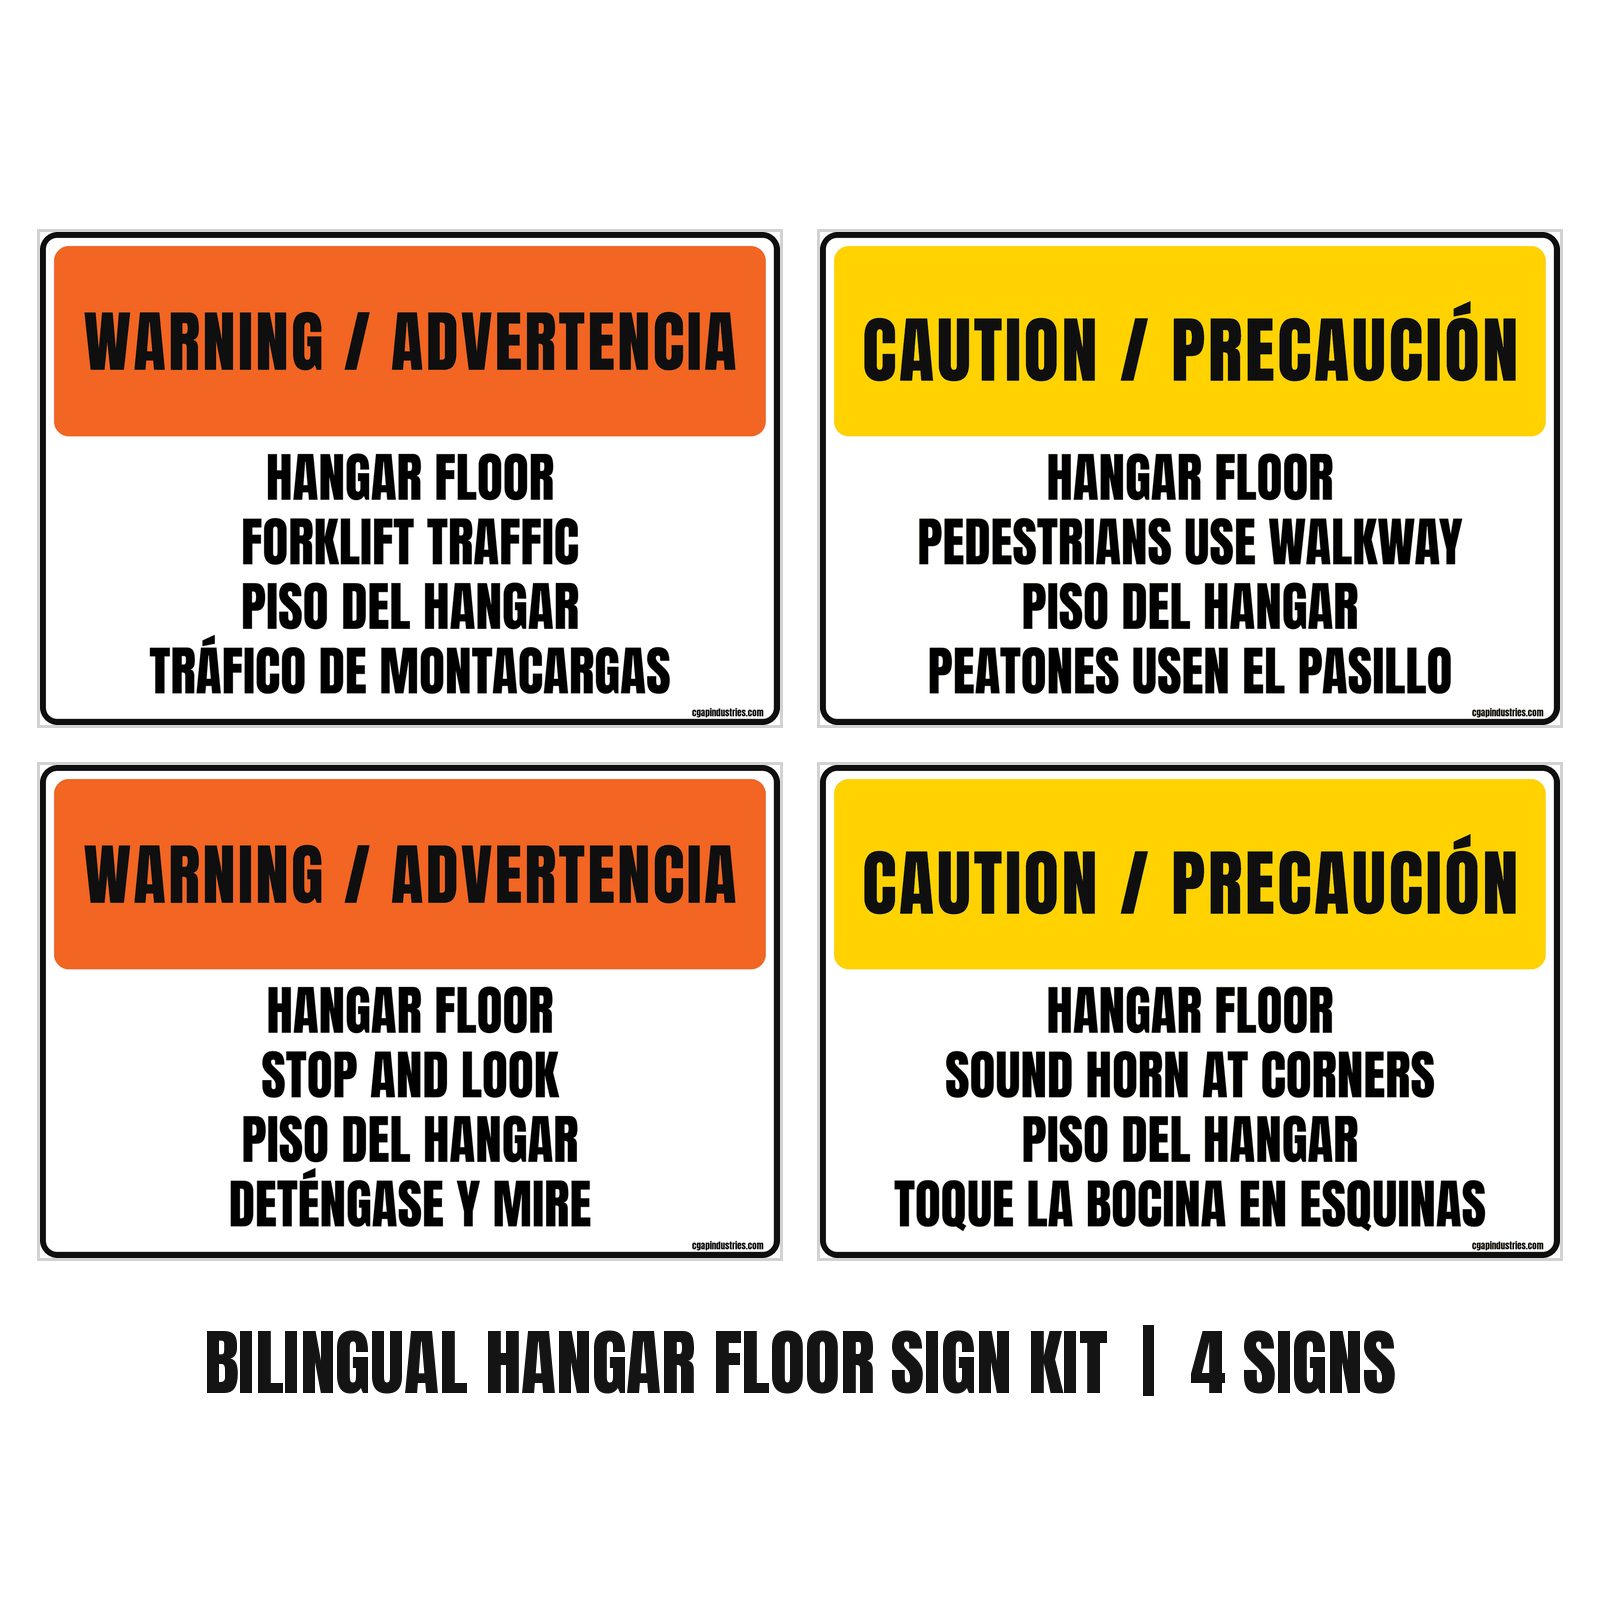 WARNING / ADVERTENCIA
HANGAR FLOOR
FORKLIFT TRAFFIC
PISO DEL HANGAR
TRÁFICO DE MONTACARGAS
cgapindustries.com
CAUTION / PRECAUCIÓN
HANGAR FLOOR
PEDESTRIANS USE WALKWAY
PISO DEL HANGAR
PEATONES USEN EL PASILLO
cgapindustries.com
WARNING / ADVERTENCIA
HANGAR FLOOR
STOP AND LOOK
PISO DEL HANGAR
DETÉNGASE Y MIRE
cgapindustries.com
CAUTION / PRECAUCIÓN
HANGAR FLOOR
SOUND HORN AT CORNERS
PISO DEL HANGAR
TOQUE LA BOCINA EN ESQUINAS
cgapindustries.com
BILINGUAL HANGAR FLOOR SIGN KIT | 4 SIGNS